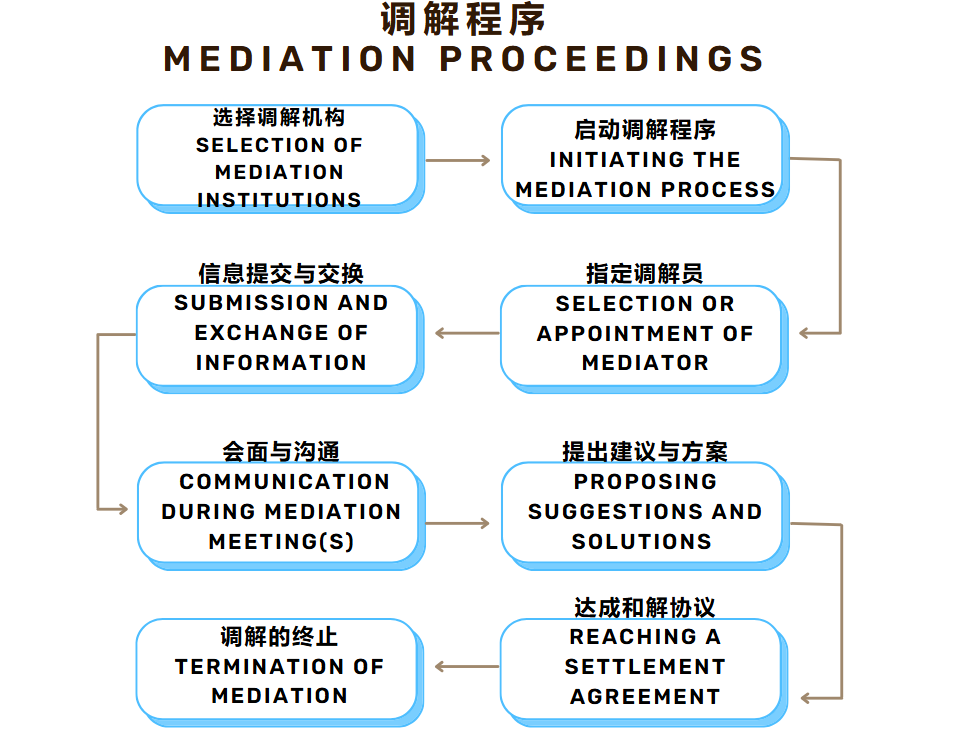 调解程序
MEDIATION PROCEEDINGS
选择调解机构
SELECTION OF
MEDIATION
INSTITUTIONS
启动调解程序
INITIATING THE
MEDIATION PROCESS
指定调解员
SELECTION OR
APPOINTMENT OF
MEDIATOR
信息提交与交换
SUBMISSION AND
EXCHANGE OF
INFORMATION
会面与沟通
COMMUNICATION
DURING MEDIATION
MEETING(S)
提出建议与方案
PROPOSING
SUGGESTIONS AND
SOLUTIONS
达成和解协议
REACHING A
SETTLEMENT
AGREEMENT
调解的终止
TERMINATION OF
MEDIATION